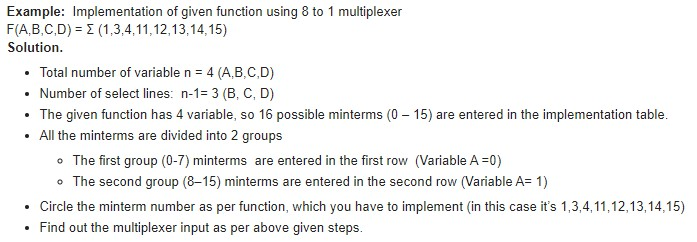 Example: Implementation of given function using 8 to 1 multiplexer
F(A,B,C,D) = Σ (1,3,4,11,12,13,14,15)
Solution.
• Total number of variable n = 4 (A,B,C,D)
• Number of select lines: n-1= 3 (B, C, D)
• The given function has 4 variable, so 16 possible minterms (0 – 15) are entered in the implementation table.
• All the minterms are divided into 2 groups
◦ The first group (0-7) minterms are entered in the first row (Variable A =0)
◦ The second group (8–15) minterms are entered in the second row (Variable A= 1)
• Circle the minterm number as per function, which you have to implement (in this case it's 1,3,4,11,12,13,14,15)
• Find out the multiplexer input as per above given steps.